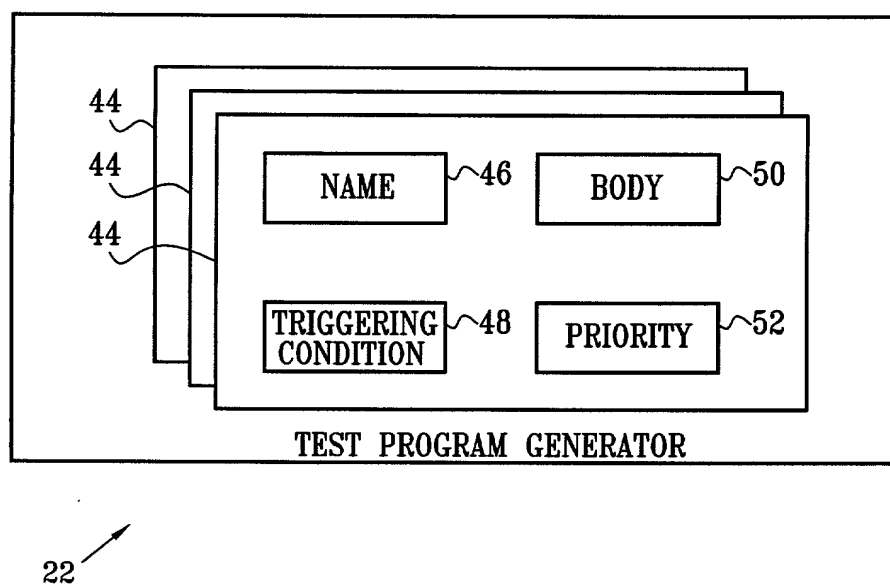 44
44
44
NAME
46
BODY
50
TRIGGERING
CONDITION
48
PRIORITY
52
TEST PROGRAM GENERATOR
22